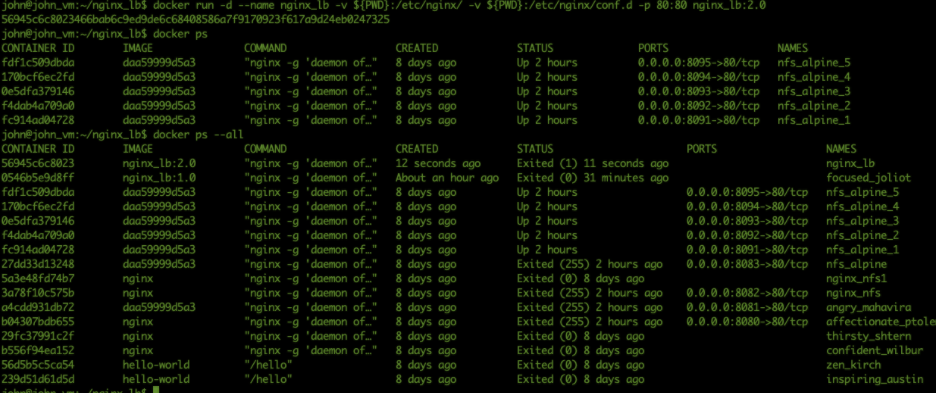 john@john_vm:~/nginx_lb$ docker run -d --name nginx_lb -v ${PWD}:/etc/nginx/ -v ${PWD}:/etc/nginx/conf.d -p 80:80 nginx_lb:2.0
56945c6c8023466bab6c9ed9de6c68408586a7f9170923f617a9d24eb0247325
john@john_vm:~/nginx_lb$ docker ps
CONTAINER ID IMAGE COMMAND CREATED STATUS PORTS NAMES
fdf1c509dbda daa59999d5a3 "nginx -g 'daemon of…" 8 days ago Up 2 hours 0.0.0.0:8095->80/tcp nfs_alpine_5
170bcf6ec2fd daa59999d5a3 "nginx -g 'daemon of…" 8 days ago Up 2 hours 0.0.0.0:8094->80/tcp nfs_alpine_4
0e5dfa379146 daa59999d5a3 "nginx -g 'daemon of…" 8 days ago Up 2 hours 0.0.0.0:8093->80/tcp nfs_alpine_3
f4dab4a709a0 daa59999d5a3 "nginx -g 'daemon of…" 8 days ago Up 2 hours 0.0.0.0:8092->80/tcp nfs_alpine_2
fc914ad04728 daa59999d5a3 "nginx -g 'daemon of…" 8 days ago Up 2 hours 0.0.0.0:8091->80/tcp nfs_alpine_1
john@john_vm:~/nginx_lb$ docker ps --all
CONTAINER ID IMAGE COMMAND CREATED STATUS PORTS NAMES
56945c6c8023 nginx_lb:2.0 "nginx -g 'daemon of…" 12 seconds ago Exited (1) 11 seconds ago nginx_lb
0546b5e9d8ff nginx_lb:1.0 "nginx -g 'daemon of…" About an hour ago Exited (0) 31 minutes ago focused_joliot
fdf1c509dbda daa59999d5a3 "nginx -g 'daemon of…" 8 days ago Up 2 hours 0.0.0.0:8095->80/tcp nfs_alpine_5
170bcf6ec2fd daa59999d5a3 "nginx -g 'daemon of…" 8 days ago Up 2 hours 0.0.0.0:8094->80/tcp nfs_alpine_4
0e5dfa379146 daa59999d5a3 "nginx -g 'daemon of…" 8 days ago Up 2 hours 0.0.0.0:8093->80/tcp nfs_alpine_3
f4dab4a709a0 daa59999d5a3 "nginx -g 'daemon of…" 8 days ago Up 2 hours 0.0.0.0:8092->80/tcp nfs_alpine_2
fc914ad04728 daa59999d5a3 "nginx -g 'daemon of…" 8 days ago Up 2 hours 0.0.0.0:8091->80/tcp nfs_alpine_1
27dd33d13248 daa59999d5a3 "nginx -g 'daemon of…" 8 days ago Exited (255) 2 hours ago 0.0.0.0:8083->80/tcp nfs_alpine
5a3e48fd74b7 nginx "nginx -g 'daemon of…" 8 days ago Exited (0) 8 days ago nginx_nfs1
3a78f10c575b nginx "nginx -g 'daemon of…" 8 days ago Exited (255) 2 hours ago 0.0.0.0:8082->80/tcp nginx_nfs
a4cdd931db72 daa59999d5a3 "nginx -g 'daemon of…" 8 days ago Exited (255) 2 hours ago 0.0.0.0:8081->80/tcp angry_mahavira
b04307bdb655 nginx "nginx -g 'daemon of…" 8 days ago Exited (255) 2 hours ago 0.0.0.0:8080->80/tcp affectionate_ptole
29fc37991c2f nginx "nginx -g 'daemon of…" 8 days ago Exited (0) 8 days ago thirsty_shtern
b556f94ea152 nginx "nginx -g 'daemon of…" 8 days ago Exited (0) 8 days ago confident_wilbur
56d5b5c5ca54 hello-world "/hello" 8 days ago Exited (0) 8 days ago zen_kirch
239d51d61d5d hello-world "/hello" 8 days ago Exited (0) 8 days ago inspiring_austin
john@john_vm:~/nginx_lb$